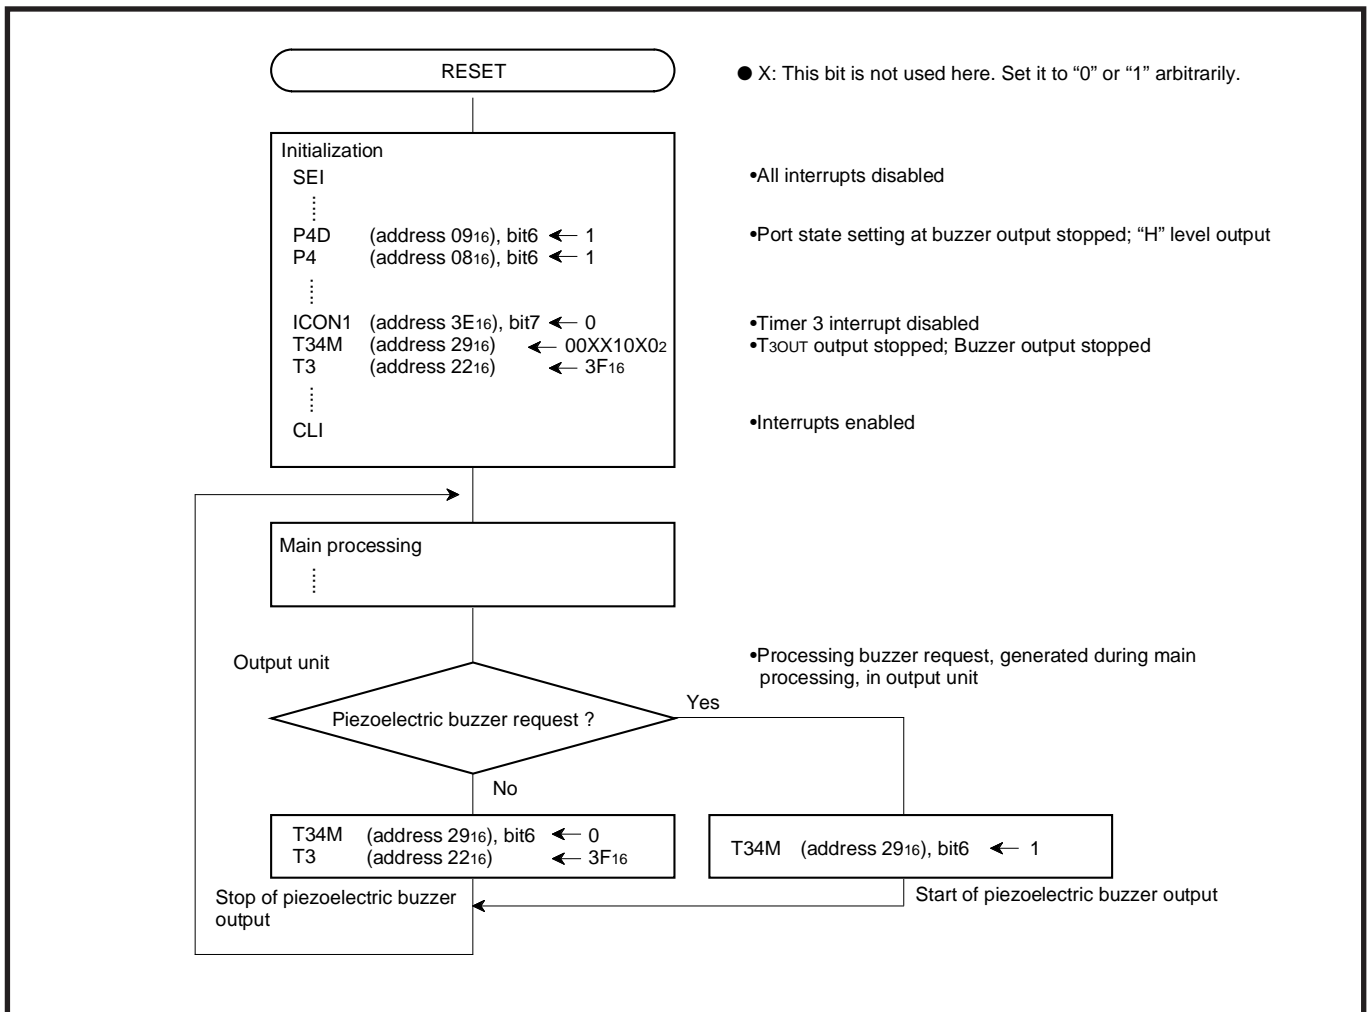 RESET
● X: This bit is not used here. Set it to “0” or “1” arbitrarily.
Initialization
SEI
•All interrupts disabled
P4D (address 0916), bit6 ← 1
•Port state setting at buzzer output stopped; “H” level output
P4 (address 0816), bit6 ← 1
ICON1 (address 3E16), bit7 ← 0
•Timer 3 interrupt disabled
T34M (address 2916) ← 00XX10X02
•T3OUT output stopped; Buzzer output stopped
T3 (address 2216) ← 3F16
CLI
•Interrupts enabled
Main processing
Output unit
•Processing buzzer request, generated during main
processing, in output unit
Piezoelectric buzzer request ?
Yes
No
T34M (address 2916), bit6 ← 0
T3 (address 2216) ← 3F16
T34M (address 2916), bit6 ← 1
Stop of piezoelectric buzzer
output
Start of piezoelectric buzzer output